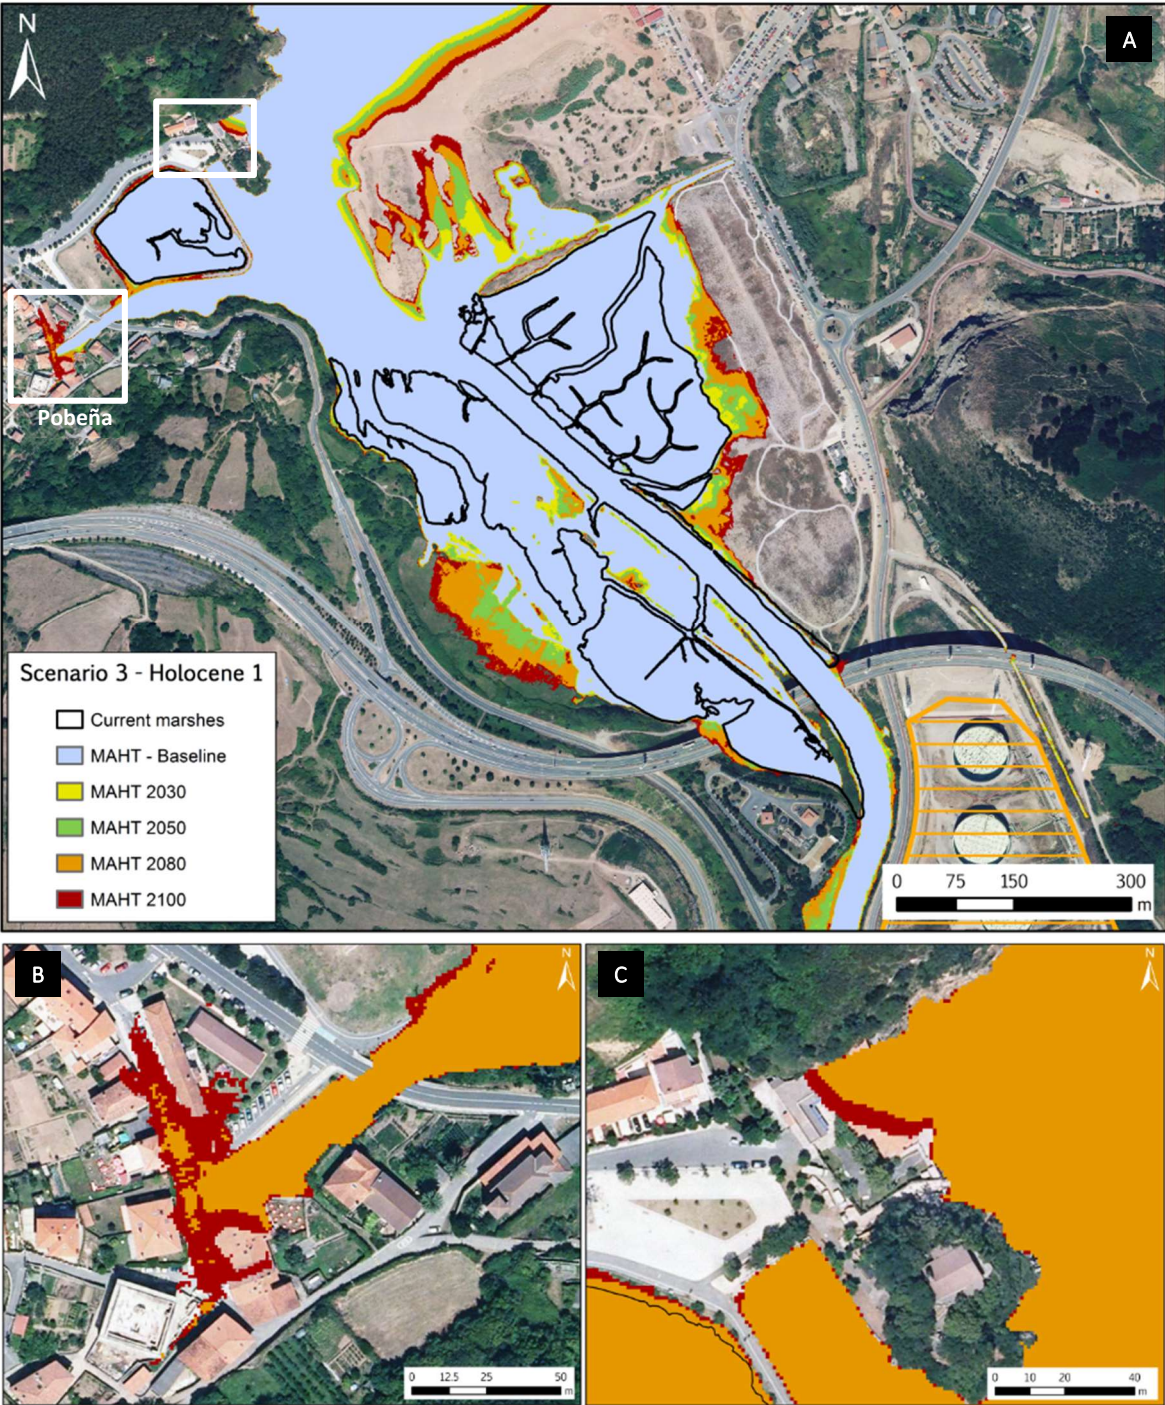 N
A
Pobeña
Scenario 3 - Holocene 1
Current marshes
MAHT - Baseline
MAHT 2030
MAHT 2050
MAHT 2080
MAHT 2100
0 75 150 300
m
B
N
0 12.5 25 50
m
C
N
0 10 20 40
m